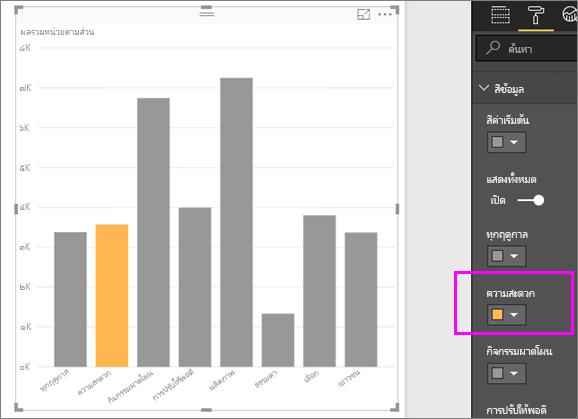 ผลรวมหน่วยตามส่วน
๘K
๗K
๖K
๕K
๔K
๓K
๒K
๑K
๐K
ทุกฤดูกาล
ความสะดวก
กิจกรรมผาดโผน
การปรับให้พอดี
ผลิตภาพ
ธรรมดา
เลือก
เยาวชน
ค้นหา
สีข้อมูล
สีค่าเริ่มต้น
แสดงทั้งหมด
เปิด
ทุกฤดูกาล
ความสะดวก
กิจกรรมผาดโผน
การปรับให้พอดี